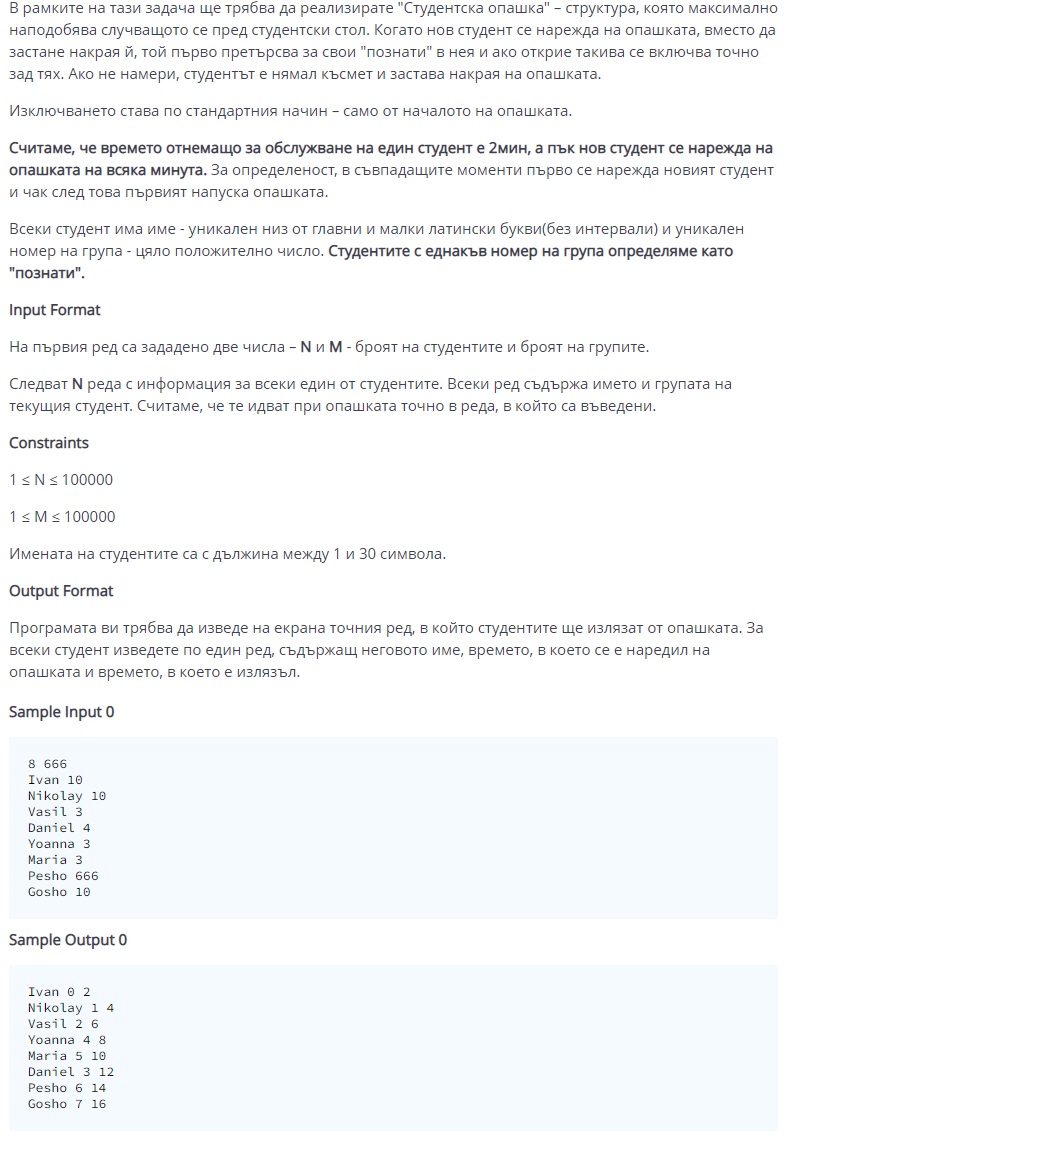 В рамките на тази задача ще трябва да реализирате "Студентска опашка" – структура, която максимално
наподобява случващото се пред студентски стол. Когато нов студент се нарежда на опашката, вместо да
застане накрая й, той първо претърсва за свои "познати" в нея и ако открие такива се включва точно
зад тях. Ако не намери, студентът е нямал късмет и застава накрая на опашката.
Изключването става по стандартния начин – само от началото на опашката.
Считаме, че времето отнемащо за обслужване на един студент е 2мин, а пък нов студент се нарежда на
опашката на всяка минута. За определеност, в съвпадащите моменти първо се нарежда новият студент
и чак след това първият напуска опашката.
Всеки студент има име - уникален низ от главни и малки латински букви(без интервали) и уникален
номер на група - цяло положително число. Студентите с еднакъв номер на група определяме като
"познати".
Input Format
На първия ред са зададено две числа – N и M - броят на студентите и броят на групите.
Следват N реда с информация за всеки един от студентите. Всеки ред съдържа името и групата на
текущия студент. Считаме, че те идват при опашката точно в реда, в който са въведени.
Constraints
1 ≤ N ≤ 100000
1 ≤ M ≤ 100000
Имената на студентите са с дължина между 1 и 30 символа.
Output Format
Програмата ви трябва да изведе на екрана точния ред, в който студентите ще излязат от опашката. За
всеки студент изведете по един ред, съдържащ неговото име, времето, в което се е наредил на
опашката и времето, в което е излязъл.
Sample Input 0
8 666
Ivan 10
Nikolay 10
Vasil 3
Daniel 4
Yoanna 3
Maria 3
Pesho 666
Gosho 10
Sample Output 0
Ivan 0 2
Nikolay 1 4
Vasil 2 6
Yoanna 4 8
Maria 5 10
Daniel 3 12
Pesho 6 14
Gosho 7 16